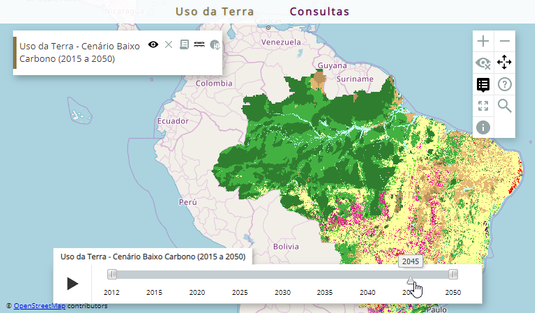 Uso da Terra
Consultas
Uso da Terra - Cenário Baixo
Carbono (2015 a 2050)
Venezuela
Guyana
Suriname
Colombia
Ecuador
Perú
Bolivia
Uso da Terra - Cenário Baixo Carbono (2015 a 2050)
2045
2012
2015
2020
2025
2030
2035
2040
2050
Paulo
© OpenStreetMap contributors